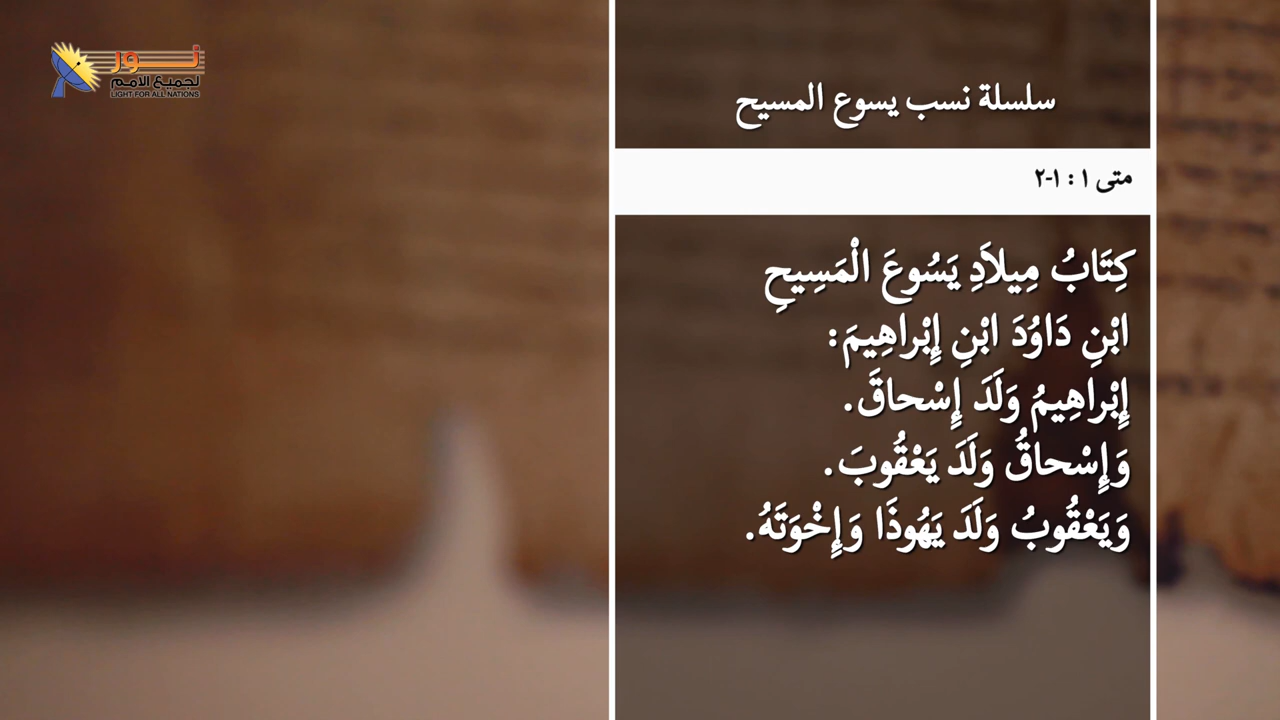 نور
لجميع الامم
LIGHT FOR ALL NATIONS
سلسلة نسب يسوع المسيح
متى ١ : ١-٢
كِتَابُ مِيلاَدِ يَسُوعَ الْمَسِيحِ
ابْنِ دَاوُدَ ابْنِ إِبْراهِيمَ:
إِبْراهِيمُ وَلَدَ إِسْحاقَ.
وَإِسْحاقُ وَلَدَ يَعْقُوبَ.
وَيَعْقُوبُ وَلَدَ يَهُوذَا وَإِخْوَتَهُ.